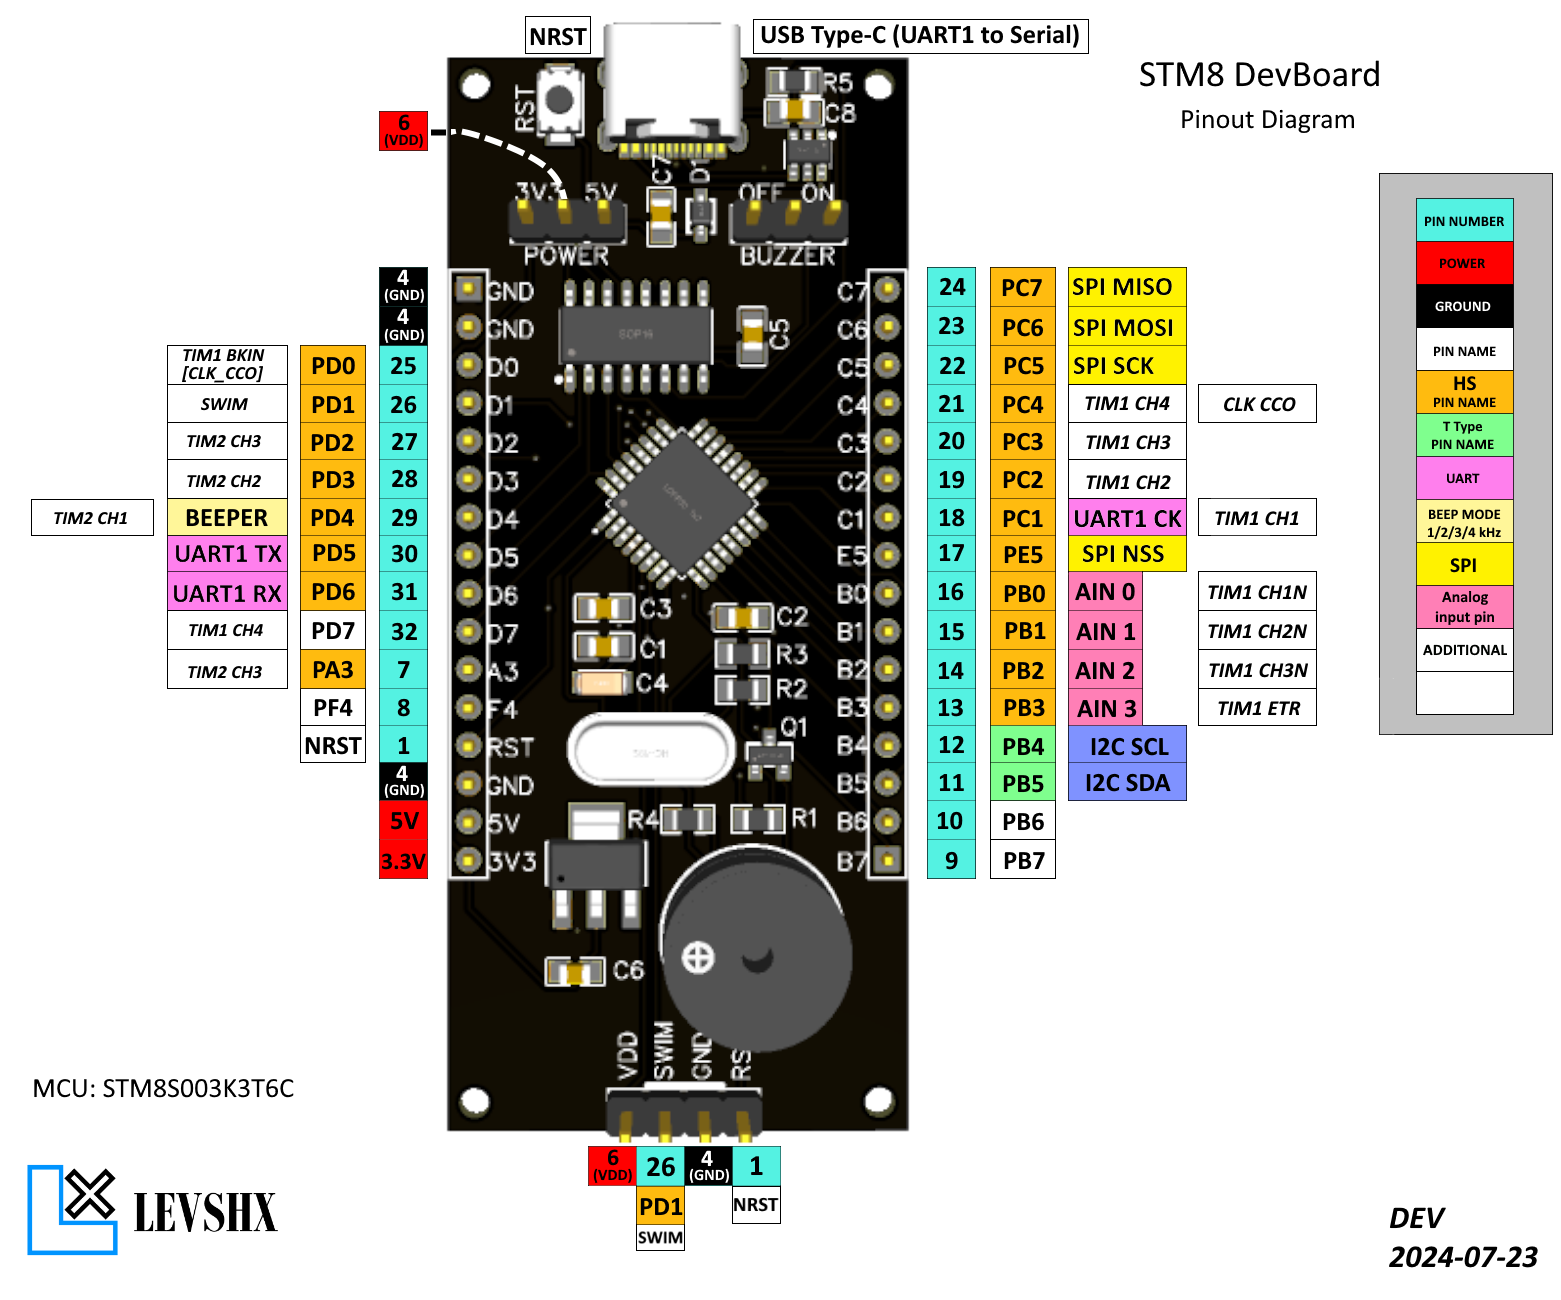 NRST
USB Type-C (UART1 to Serial)
STM8 DevBoard
Pinout Diagram
6
(VDD)
RST
R5
C8
C7
D1
3V3 5V
POWER
OFF ON
BUZZER
SOP16
C5
4
(GND)
GND
4
(GND)
GND
TIM1 BKIN
[CLK_CCO]
PD0 25 D0
SWIM PD1 26 D1
TIM2 CH3 PD2 27 D2
TIM2 CH2 PD3 28 D3
TIM2 CH1 BEEPER PD4 29 D4
UART1 TX PD5 30 D5
UART1 RX PD6 31 D6
TIM1 CH4 PD7 32 D7
TIM2 CH3 PA3 7 A3
PF4 8 F4
NRST 1 RST
4
(GND)
GND
5V 5V
3.3V 3V3
C7 24 PC7 SPI MISO
C6 23 PC6 SPI MOSI
C5 22 PC5 SPI SCK
C4 21 PC4 TIM1 CH4 CLK CCO
C3 20 PC3 TIM1 CH3
C2 19 PC2 TIM1 CH2
C1 18 PC1 UART1 CK TIM1 CH1
E5 17 PE5 SPI NSS
B0 16 PB0 AIN 0 TIM1 CH1N
B1 15 PB1 AIN 1 TIM1 CH2N
B2 14 PB2 AIN 2 TIM1 CH3N
B3 13 PB3 AIN 3 TIM1 ETR
B4 12 PB4 I2C SCL
B5 11 PB5 I2C SDA
B6 10 PB6
B7 9 PB7
C3
C1
C4
C2
R3
R2
Q1
R4
R1
C6
PIN NUMBER
POWER
GROUND
PIN NAME
HS
PIN NAME
T Type
PIN NAME
UART
BEEP MODE
1/2/3/4 kHz
SPI
Analog
input pin
ADDITIONAL
VDD
SWIM
GND
RS
6
(VDD)
26
4
(GND)
1
PD1
NRST
SWIM
MCU: STM8S003K3T6C
LEVSHX
DEV
2024-07-23